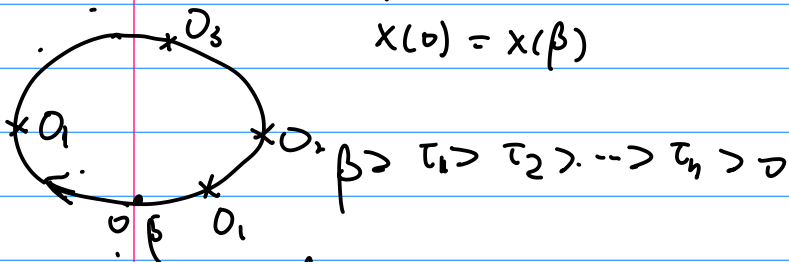 O₃
X(0) = X(β)
O₁
O₂
β > τ₁ > τ₂ > ... > τₙ > 0
0 β
O₁